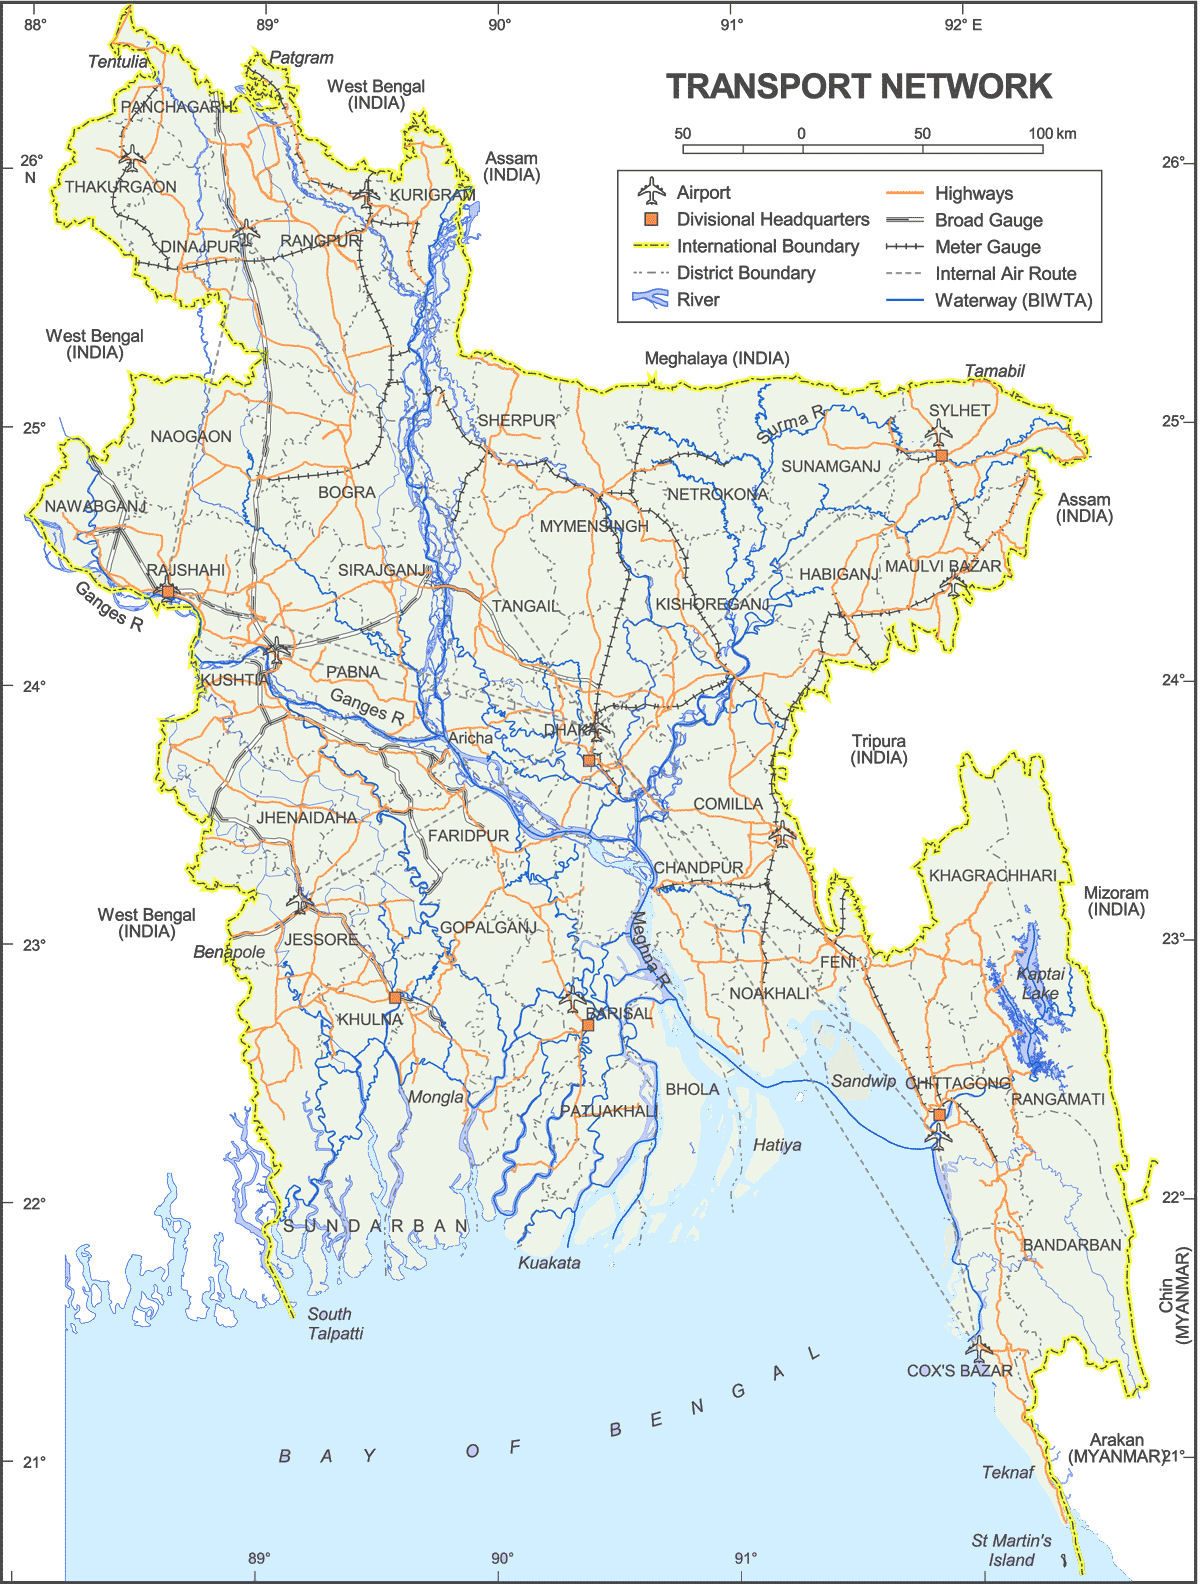 88°
89°
90°
91°
92° E
Tentulia
Patgram
West Bengal
(INDIA)
TRANSPORT NETWORK
50
0
50
100 km
PANCHAGARH
26°
N
26°
Assam
(INDIA)
THAKURGAON
KURIGRAM
Airport
Divisional Headquarters
International Boundary
District Boundary
River
Highways
Broad Gauge
Meter Gauge
Internal Air Route
Waterway (BIWTA)
DINAJPUR
RANGPUR
West Bengal
(INDIA)
Meghalaya (INDIA)
Tamabil
25°
25°
NAOGAON
SHERPUR
Surma R
SYLHET
SUNAMGANJ
BOGRA
NETROKONA
NAWABGANJ
MYMENSINGH
Assam
(INDIA)
RAJSHAHI
SIRAJGANJ
HABIGANJ
MAULVI BAZAR
Ganges R
TANGAIL
KISHOREGANJ
24°
24°
KUSHTIA
PABNA
Ganges R
Aricha
DHAKA
Tripura
(INDIA)
JHENAIDAHA
FARIDPUR
COMILLA
CHANDPUR
KHAGRACHHARI
Mizoram
(INDIA)
West Bengal
(INDIA)
Benapole
JESSORE
GOPALGANJ
Meghna R
23°
23°
FENI
Kaptai
Lake
NOAKHALI
KHULNA
BARISAL
Mongla
BHOLA
Sandwip
CHITTAGONG
RANGAMATI
PATUAKHALI
Hatiya
22°
22°
SUNDARBAN
BANDARBAN
Kuakata
South
Talpatti
Chin
(MYANMAR)
COX'S BAZAR
BAY OF BENGAL
21°
21°
Arakan
(MYANMAR)
Teknaf
St Martin's
Island
89°
90°
91°